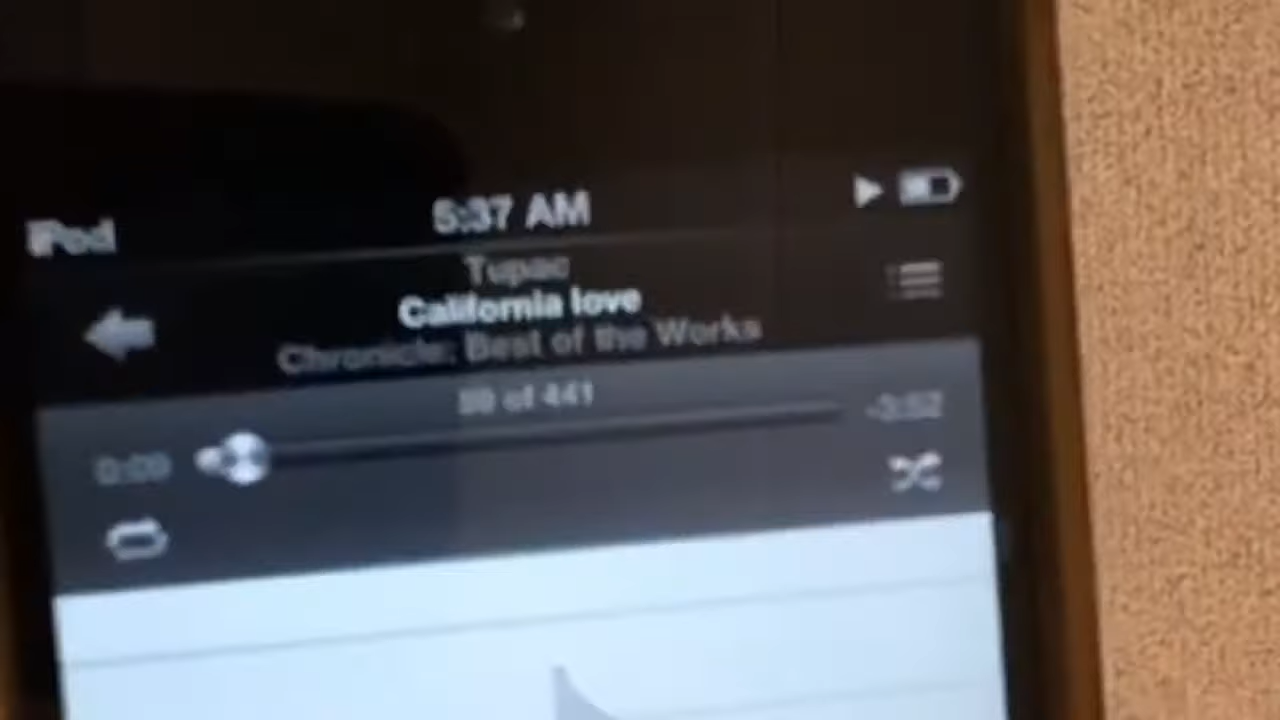 iPod
5:37 AM
Tupac
California love
Chronicle: Best of the Works
of 441